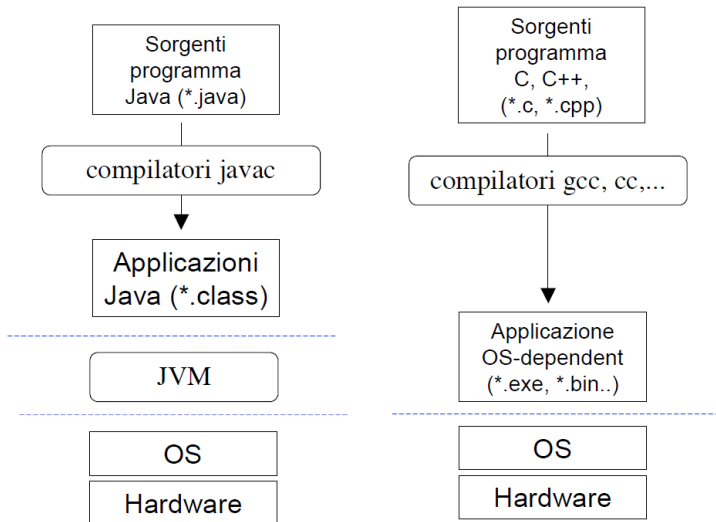 Sorgenti
programma
Java (*.java)
compilatori javac
Applicazioni
Java (*.class)
JVM
OS
Hardware
Sorgenti
programma
C, C++,
(*.c, *.cpp)
compilatori gcc, cc,...
Applicazione
OS-dependent
(*.exe, *.bin..)
OS
Hardware